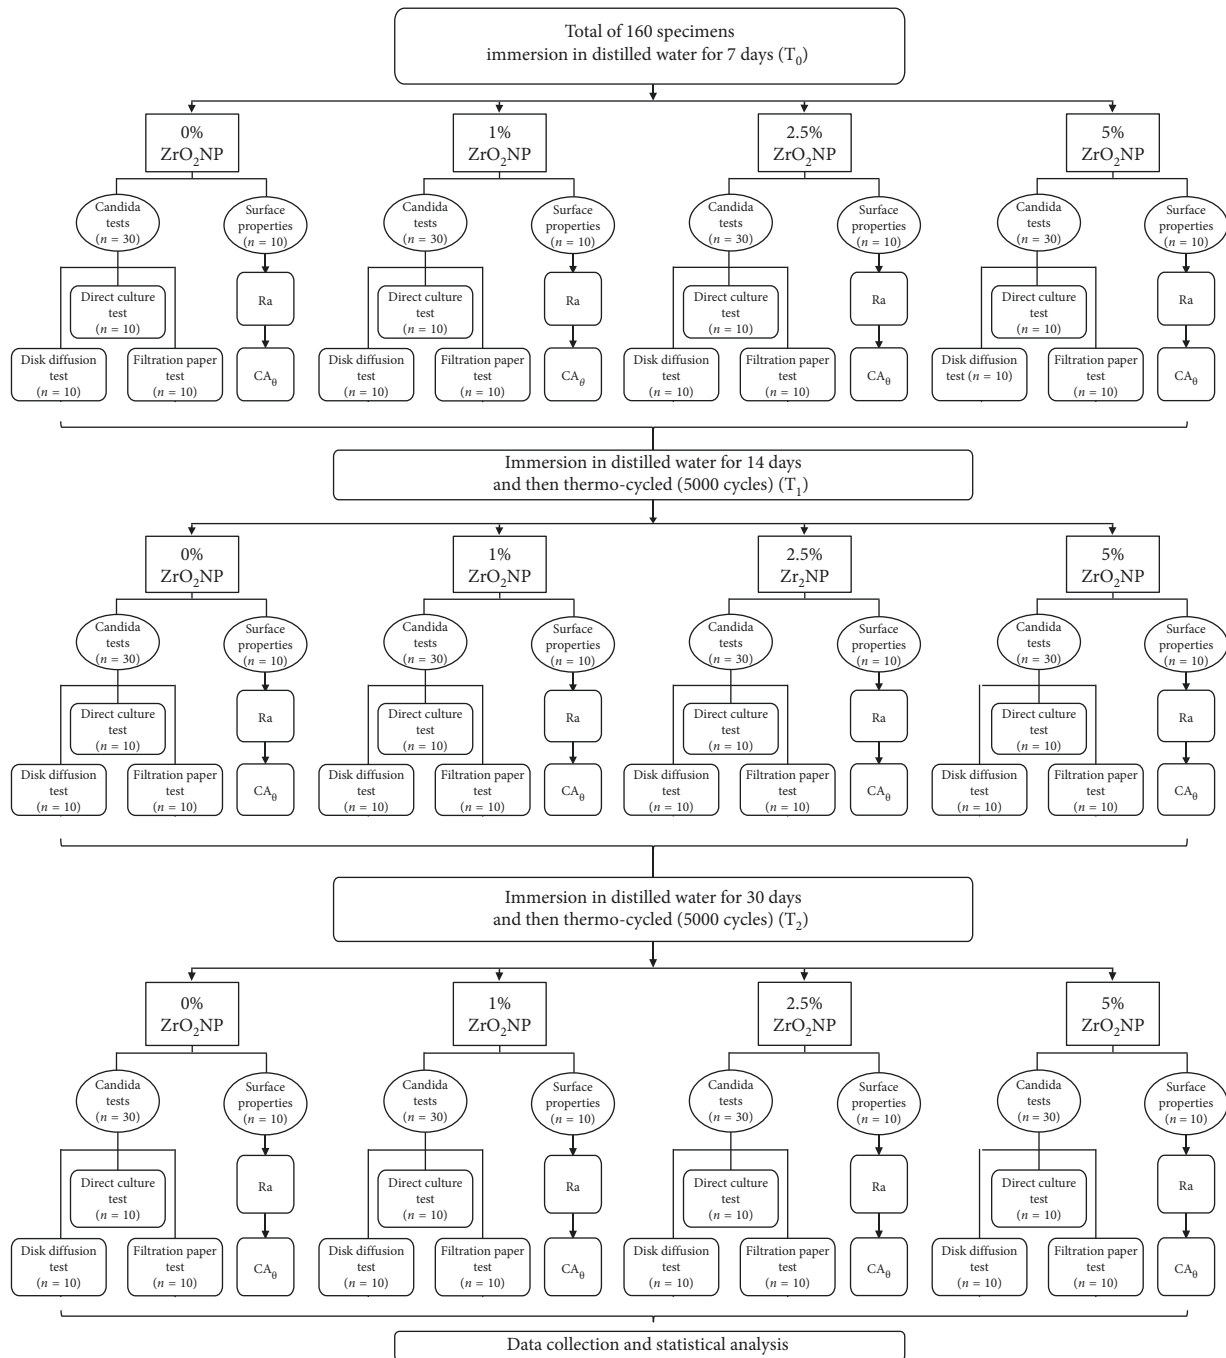 Total of 160 specimens
immersion in distilled water for 7 days (T₀)
0%
ZrO₂NP
1%
ZrO₂NP
2.5%
ZrO₂NP
5%
ZrO₂NP
Candida
tests
(n = 30)
Surface
properties
(n = 10)
Candida
tests
(n = 30)
Surface
properties
(n = 10)
Candida
tests
(n = 30)
Surface
properties
(n = 10)
Candida
tests
(n = 30)
Surface
properties
(n = 10)
Direct culture
test
(n = 10)
Ra
Direct culture
test
(n = 10)
Ra
Direct culture
test
(n = 10)
Ra
Direct culture
test
(n = 10)
Ra
Disk diffusion
test
(n = 10)
Filtration paper
test
(n = 10)
CAθ
Disk diffusion
test
(n = 10)
Filtration paper
test
(n = 10)
CAθ
Disk diffusion
test
(n = 10)
Filtration paper
test
(n = 10)
CAθ
Disk diffusion
test (n = 10)
Filtration paper
test
(n = 10)
CAθ
Immersion in distilled water for 14 days
and then thermo-cycled (5000 cycles) (T₁)
0%
ZrO₂NP
1%
ZrO₂NP
2.5%
Zr₂NP
5%
ZrO₂NP
Candida
tests
(n = 30)
Surface
properties
(n = 10)
Candida
tests
(n = 30)
Surface
properties
(n = 10)
Candida
tests
(n = 30)
Surface
properties
(n = 10)
Candida
tests
(n = 30)
Surface
properties
(n = 10)
Direct culture
test
(n = 10)
Ra
Direct culture
test
(n = 10)
Ra
Direct culture
test
(n = 10)
Ra
Direct culture
test
(n = 10)
Ra
Disk diffusion
test
(n = 10)
Filtration paper
test
(n = 10)
CAθ
Disk diffusion
test
(n = 10)
Filtration paper
test
(n = 10)
CAθ
Disk diffusion
test
(n = 10)
Filtration paper
test
(n = 10)
CAθ
Disk diffusion
test
(n = 10)
Filtration paper
test
(n = 10)
CAθ
Immersion in distilled water for 30 days
and then thermo-cycled (5000 cycles) (T₂)
0%
ZrO₂NP
1%
ZrO₂NP
2.5%
ZrO₂NP
5%
ZrO₂NP
Candida
tests
(n = 30)
Surface
properties
(n = 10)
Candida
tests
(n = 30)
Surface
properties
(n = 10)
Candida
tests
(n = 30)
Surface
properties
(n = 10)
Candida
tests
(n = 30)
Surface
properties
(n = 10)
Direct culture
test
(n = 10)
Ra
Direct culture
test
(n = 10)
Ra
Direct culture
test
(n = 10)
Ra
Direct culture
test
(n = 10)
Ra
Disk diffusion
test
(n = 10)
Filtration paper
test
(n = 10)
CAθ
Disk diffusion
test
(n = 10)
Filtration paper
test
(n = 10)
CAθ
Disk diffusion
test
(n = 10)
Filtration paper
test
(n = 10)
CAθ
Disk diffusion
test
(n = 10)
Filtration paper
test
(n = 10)
CAθ
Data collection and statistical analysis